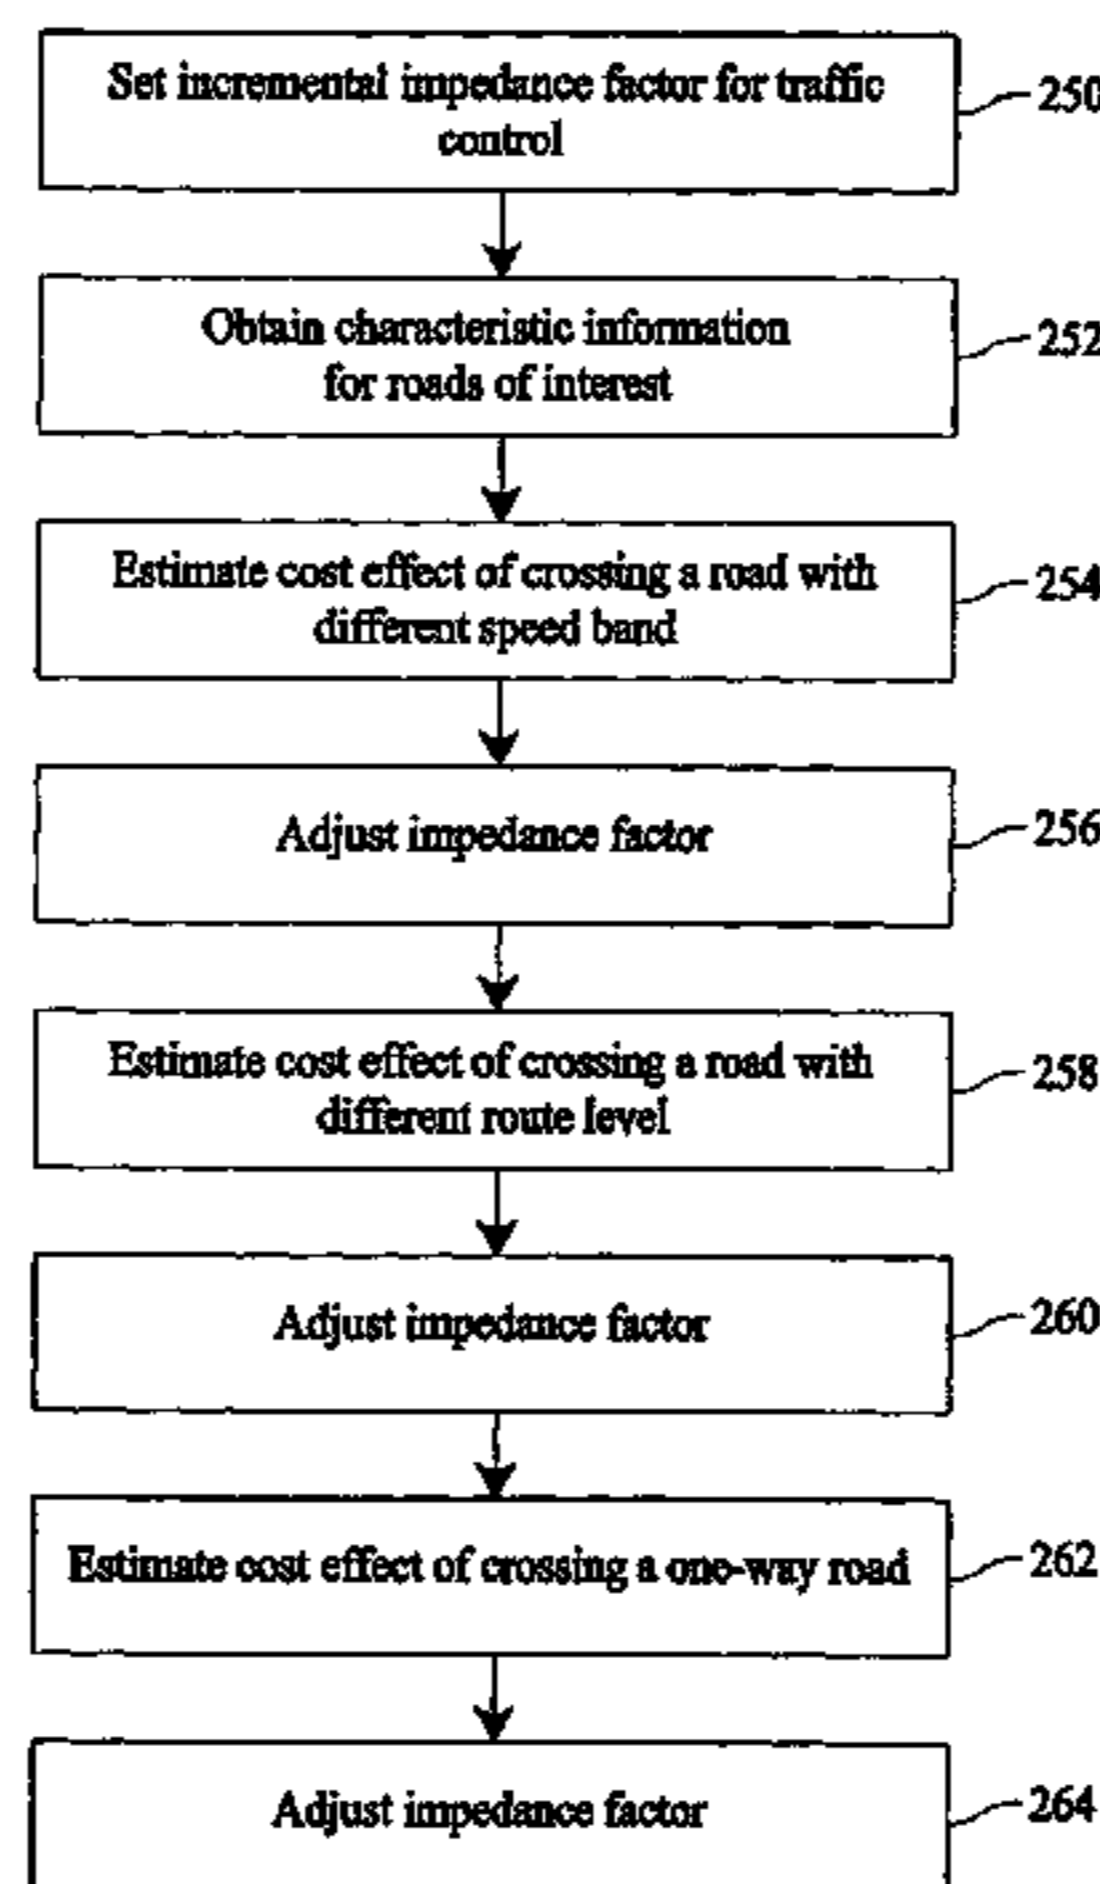 Set incremental impedance factor for traffic
control
250
Obtain characteristic information
for roads of interest
252
Estimate cost effect of crossing a road with
different speed band
254
Adjust impedance factor
256
Estimate cost effect of crossing a road with
different route level
258
Adjust impedance factor
260
Estimate cost effect of crossing a one-way road
262
Adjust impedance factor
264